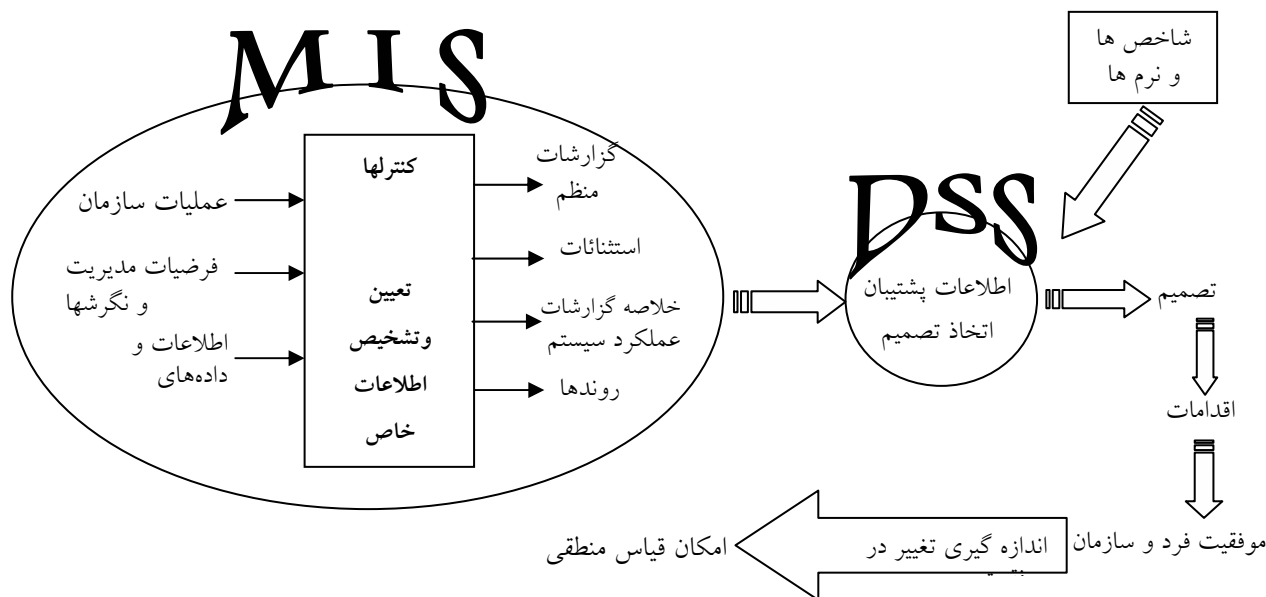 MIS
شاخص ها
و نرم ها
کنترلها
تعیین
وتشخیص
اطلاعات
خاص
عملیات سازمان
فرضیات مدیریت
و نگرشها
اطلاعات و
داده‌های
گزارشات
منظم
استثنائات
خلاصه گزارشات
عملکرد سیستم
روندها
DSS
اطلاعات پشتیبان
اتخاذ تصمیم
تصمیم
اقدامات
موفقیت فرد و سازمان
اندازه گیری تغییر در
امکان قیاس منطقی